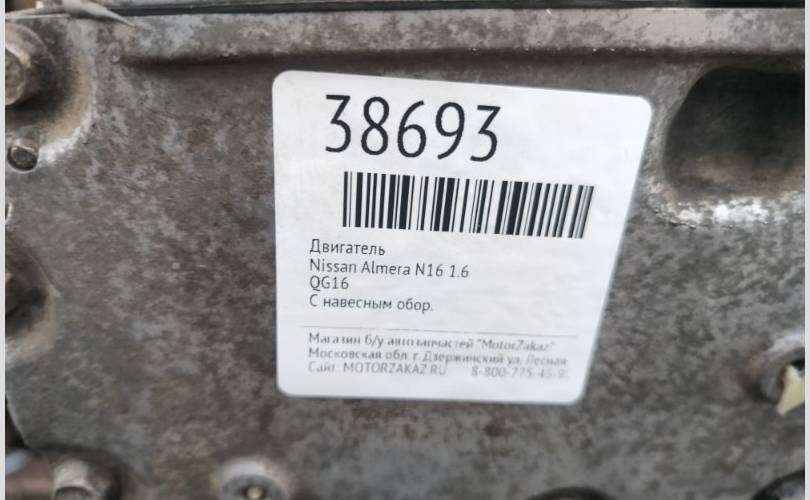 38693
Двигатель
Nissan Almera N16 1.6
QG16
С навесным обор.
Магазин б/у автозапчастей "MotorZakaz"
Московская обл. г. Дзержинский ул. Лесная
Сайт: MOTORZAKAZ.RU